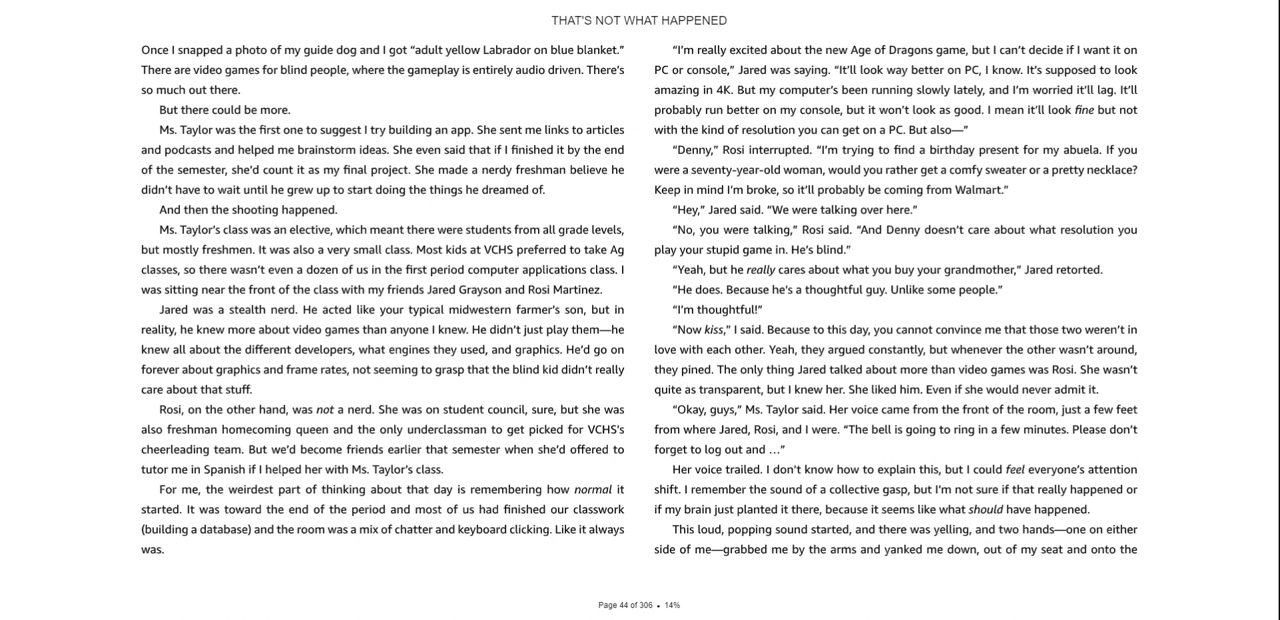 THAT'S NOT WHAT HAPPENED
Once I snapped a photo of my guide dog and I got “adult yellow Labrador on blue blanket.”
There are video games for blind people, where the gameplay is entirely audio driven. There’s
so much out there.
But there could be more.
Ms. Taylor was the first one to suggest I try building an app. She sent me links to articles
and podcasts and helped me brainstorm ideas. She even said that if I finished it by the end
of the semester, she’d count it as my final project. She made a nerdy freshman believe he
didn’t have to wait until he grew up to start doing the things he dreamed of.
And then the shooting happened.
Ms. Taylor’s class was an elective, which meant there were students from all grade levels,
but mostly freshmen. It was also a very small class. Most kids at VCHS preferred to take Ag
classes, so there wasn’t even a dozen of us in the first period computer applications class. I
was sitting near the front of the class with my friends Jared Grayson and Rosi Martinez.
Jared was a stealth nerd. He acted like your typical midwestern farmer’s son, but in
reality, he knew more about video games than anyone I knew. He didn’t just play them—he
knew all about the different developers, what engines they used, and graphics. He’d go on
forever about graphics and frame rates, not seeming to grasp that the blind kid didn’t really
care about that stuff.
Rosi, on the other hand, was not a nerd. She was on student council, sure, but she was
also freshman homecoming queen and the only underclassman to get picked for VCHS’s
cheerleading team. But we’d become friends earlier that semester when she’d offered to
tutor me in Spanish if I helped her with Ms. Taylor’s class.
For me, the weirdest part of thinking about that day is remembering how normal it
started. It was toward the end of the period and most of us had finished our classwork
(building a database) and the room was a mix of chatter and keyboard clicking. Like it always
was.
“I’m really excited about the new Age of Dragons game, but I can’t decide if I want it on
PC or console,” Jared was saying. “It’ll look way better on PC, I know. It’s supposed to look
amazing in 4K. But my computer’s been running slowly lately, and I’m worried it’ll lag. It’ll
probably run better on my console, but it won’t look as good. I mean it’ll look fine but not
with the kind of resolution you can get on a PC. But also—”
“Denny,” Rosi interrupted. “I’m trying to find a birthday present for my abuela. If you
were a seventy-year-old woman, would you rather get a comfy sweater or a pretty necklace?
Keep in mind I’m broke, so it’ll probably be coming from Walmart.”
“Hey,” Jared said. “We were talking over here.”
“No, you were talking,” Rosi said. “And Denny doesn’t care about what resolution you
play your stupid game in. He’s blind.”
“Yeah, but he really cares about what you buy your grandmother,” Jared retorted.
“He does. Because he’s a thoughtful guy. Unlike some people.”
“I’m thoughtful!”
“Now kiss,” I said. Because to this day, you cannot convince me that those two weren’t in
love with each other. Yeah, they argued constantly, but whenever the other wasn’t around,
they pined. The only thing Jared talked about more than video games was Rosi. She wasn’t
quite as transparent, but I knew her. She liked him. Even if she would never admit it.
“Okay, guys,” Ms. Taylor said. Her voice came from the front of the room, just a few feet
from where Jared, Rosi, and I were. “The bell is going to ring in a few minutes. Please don’t
forget to log out and …”
Her voice trailed. I don’t know how to explain this, but I could feel everyone’s attention
shift. I remember the sound of a collective gasp, but I’m not sure if that really happened or
if my brain just planted it there, because it seems like what should have happened.
This loud, popping sound started, and there was yelling, and two hands—one on either
side of me—grabbed me by the arms and yanked me down, out of my seat and onto the
Page 44 of 306 • 14%